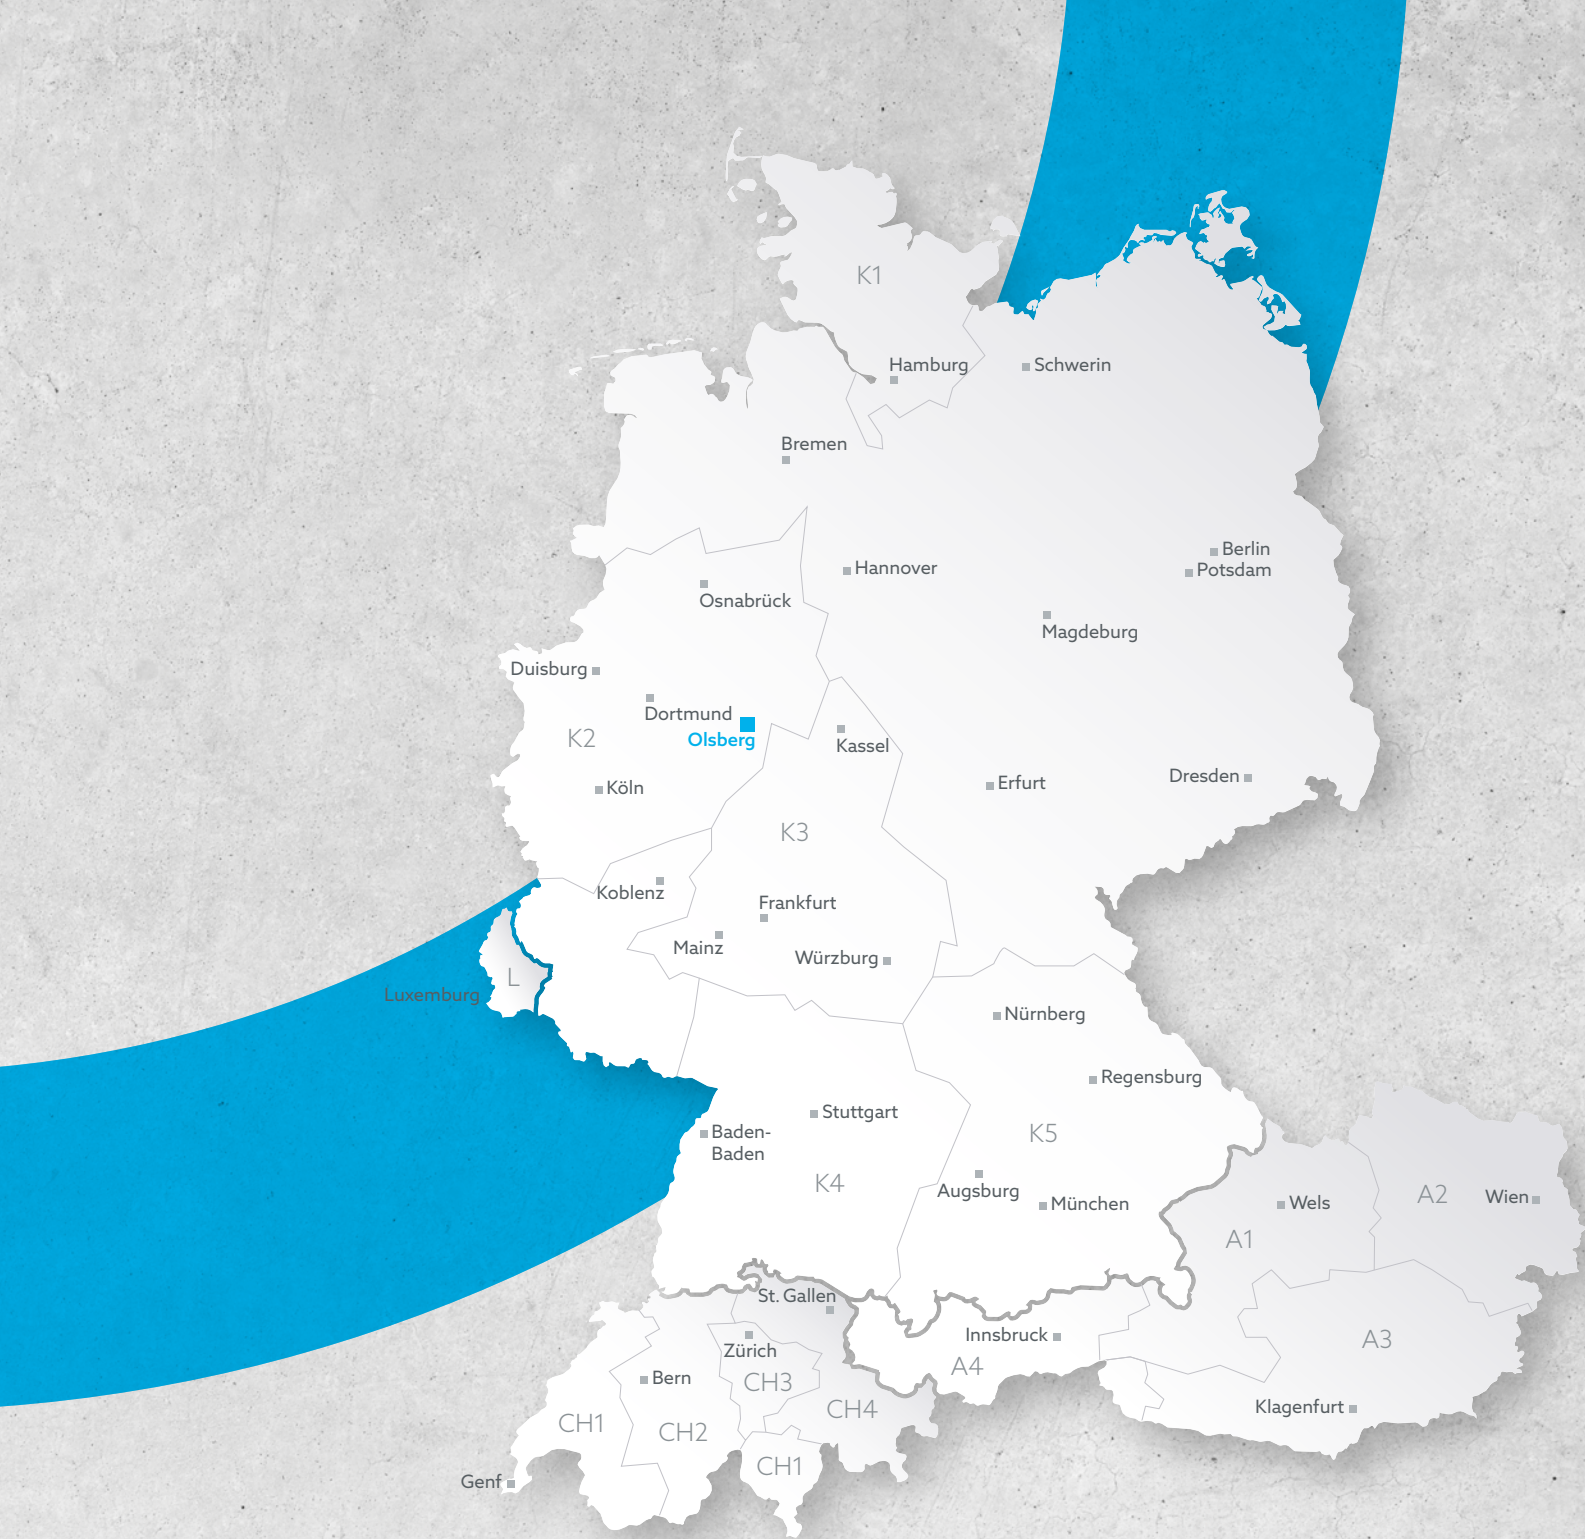 K1
Hamburg
Schwerin
Bremen
Berlin
Hannover
Potsdam
Osnabrück
Magdeburg
Duisburg
Dortmund
K2
Olsberg
Kassel
Dresden
Erfurt
Köln
K3
Koblenz
Frankfurt
Mainz
Würzburg
L
Luxemburg
Nürnberg
Regensburg
Stuttgart
Baden-
Baden
K5
K4
Augsburg
München
A2
Wien
Wels
A1
St. Gallen
Innsbruck
A3
Zürich
A4
Bern
CH3
Klagenfurt
CH4
CH1
CH2
CH1
Genf